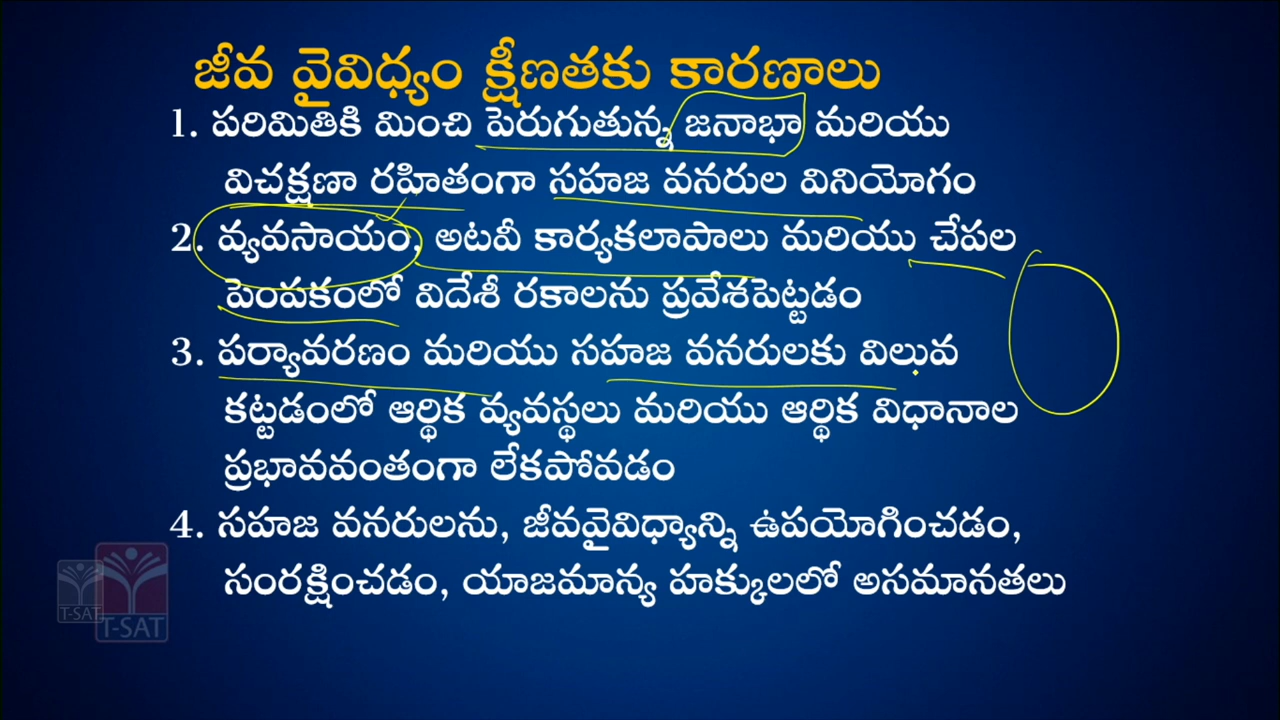 జీవ వైవిధ్యం క్షీణతకు కారణాలు
1. పరిమితికి మించి పెరుగుతున్న జనాభా మరియు
విచక్షణా రహితంగా సహజ వనరుల వినియోగం
2. వ్యవసాయం, అటవీ కార్యకలాపాలు మరియు చేపల
పెంపకంలో విదేశీ రకాలను ప్రవేశపెట్టడం
3. పర్యావరణం మరియు సహజ వనరులకు విలువ
కట్టడంలో ఆర్థిక వ్యవస్థలు మరియు ఆర్థిక విధానాల
ప్రభావవంతంగా లేకపోవడం
4. సహజ వనరులను, జీవవైవిధ్యాన్ని ఉపయోగించడం,
సంరక్షించడం, యాజమాన్య హక్కులలో అసమానతలు
T-SAT
T-SAT